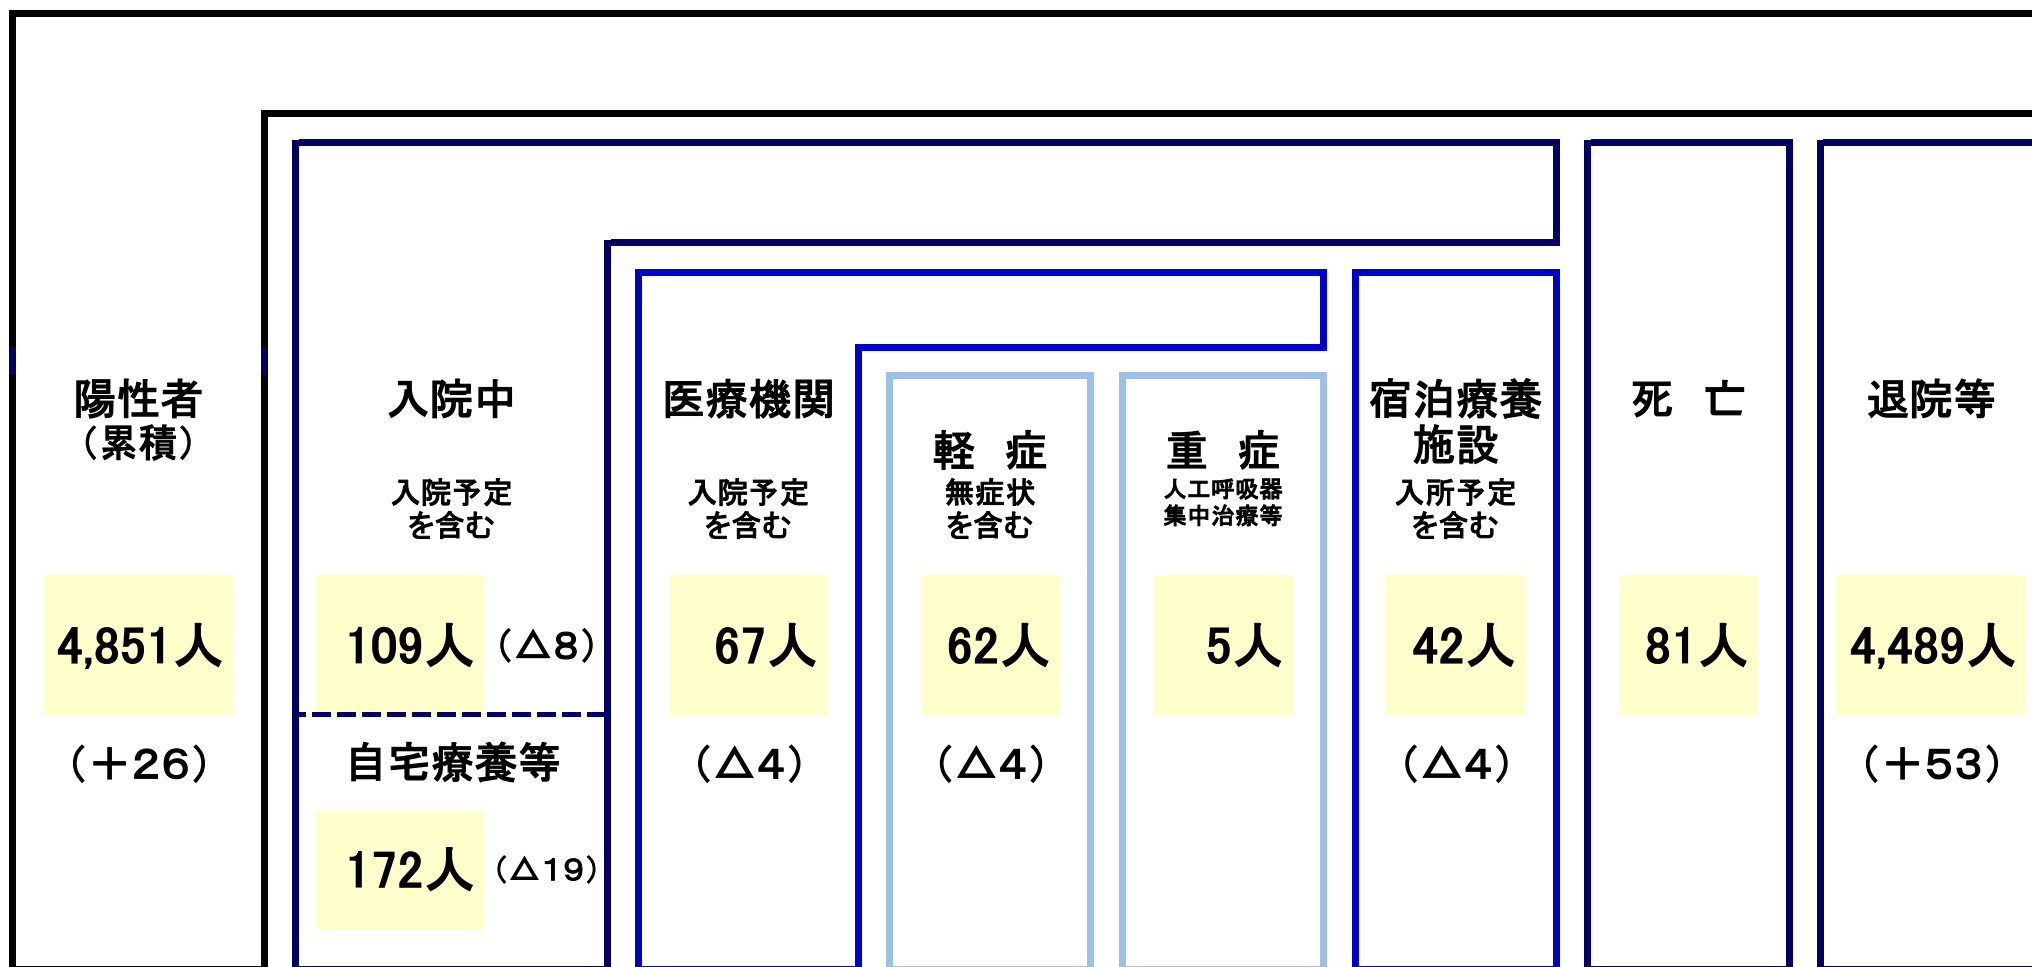 陽性者
（累積）
4,851人
（＋26）
入院中
入院予定
を含む
109人 （△8）
自宅療養等
172人 （△19）
医療機関
入院予定
を含む
67人
（△4）
軽 症
無症状
を含む
62人
（△4）
重 症
人工呼吸器
集中治療等
5人
宿泊療養
施設
入所予定
を含む
42人
（△4）
死 亡
81人
退院等
4,489人
（＋53）